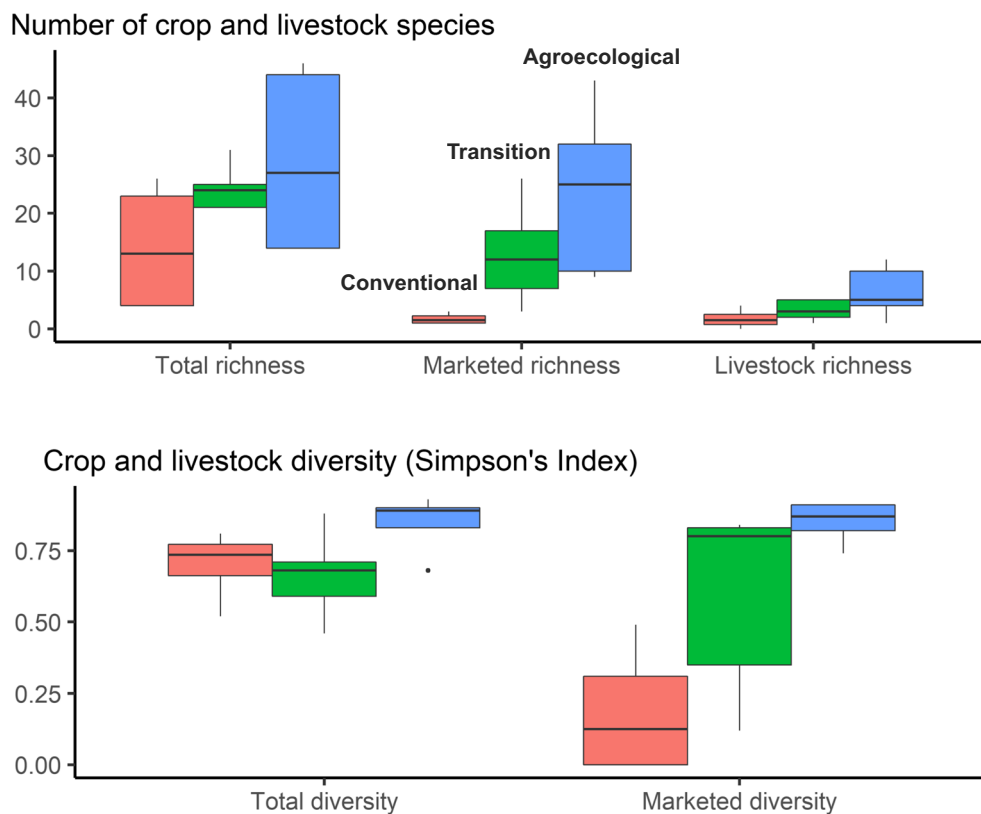 Number of crop and livestock species
Agroecological
Transition
Conventional
40
30
20
10
0
Total richness
Marketed richness
Livestock richness
Crop and livestock diversity (Simpson's Index)
0.75
0.50
0.25
0.00
Total diversity
Marketed diversity